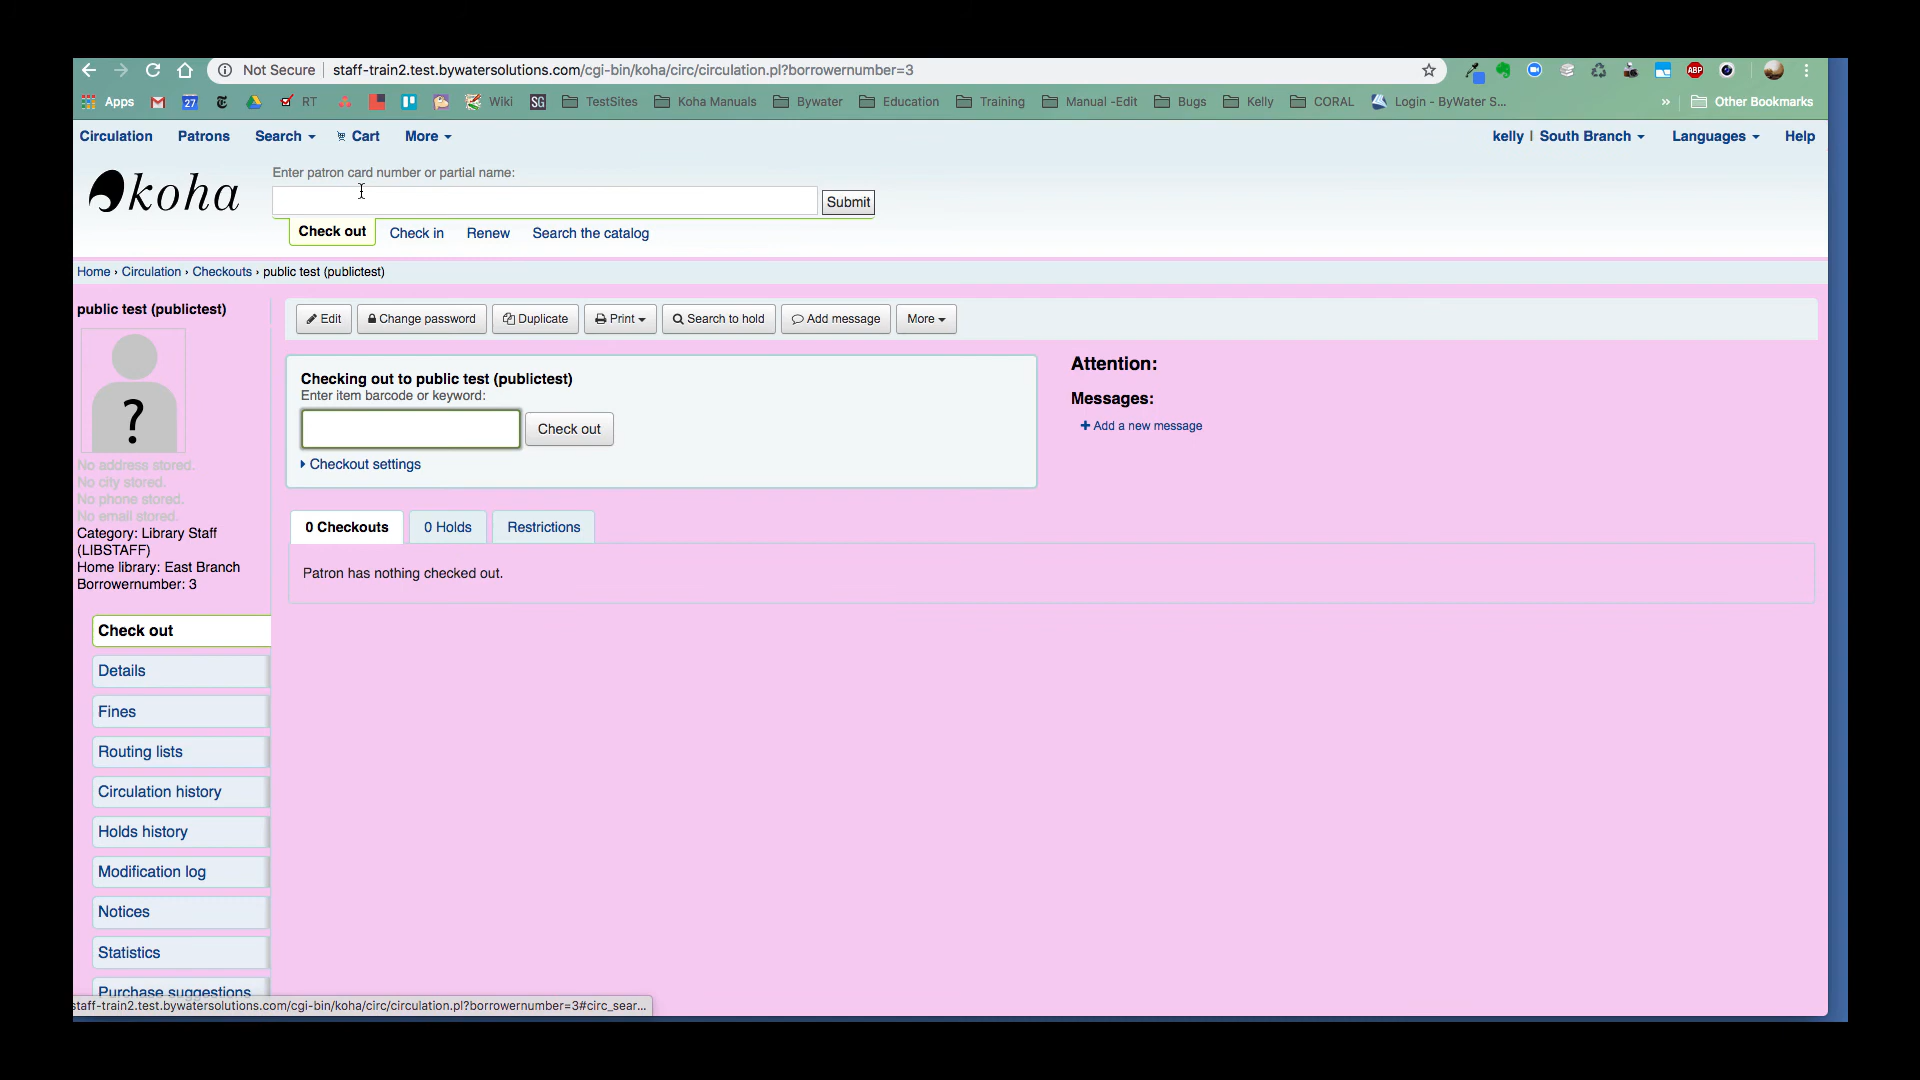 Not Secure staff-train2.test.bywatersolutions.com/cgi-bin/koha/circ/circulation.pl?borrowernumber=3 ABP
Apps 27 RT Wiki SG TestSites Koha Manuals Bywater Education Training Manual -Edit Bugs Kelly CORAL Login - ByWater S... » Other Bookmarks
Circulation Patrons Search Cart More kelly | South Branch Languages Help
Enter patron card number or partial name:
koha
Submit
Check out Check in Renew Search the catalog
Home › Circulation › Checkouts › public test (publictest)
public test (publictest)
Edit Change password Duplicate Print Search to hold Add message More
?
No address stored.
No city stored.
No phone stored.
No email stored.
Category: Library Staff
(LIBSTAFF)
Home library: East Branch
Borrowernumber: 3
Checking out to public test (publictest)
Enter item barcode or keyword:
Check out
Checkout settings
Attention:
Messages:
+ Add a new message
0 Checkouts 0 Holds Restrictions
Patron has nothing checked out.
Check out
Details
Fines
Routing lists
Circulation history
Holds history
Modification log
Notices
Statistics
Purchase suggestions
staff-train2.test.bywatersolutions.com/cgi-bin/koha/circ/circulation.pl?borrowernumber=3#circ_sear...